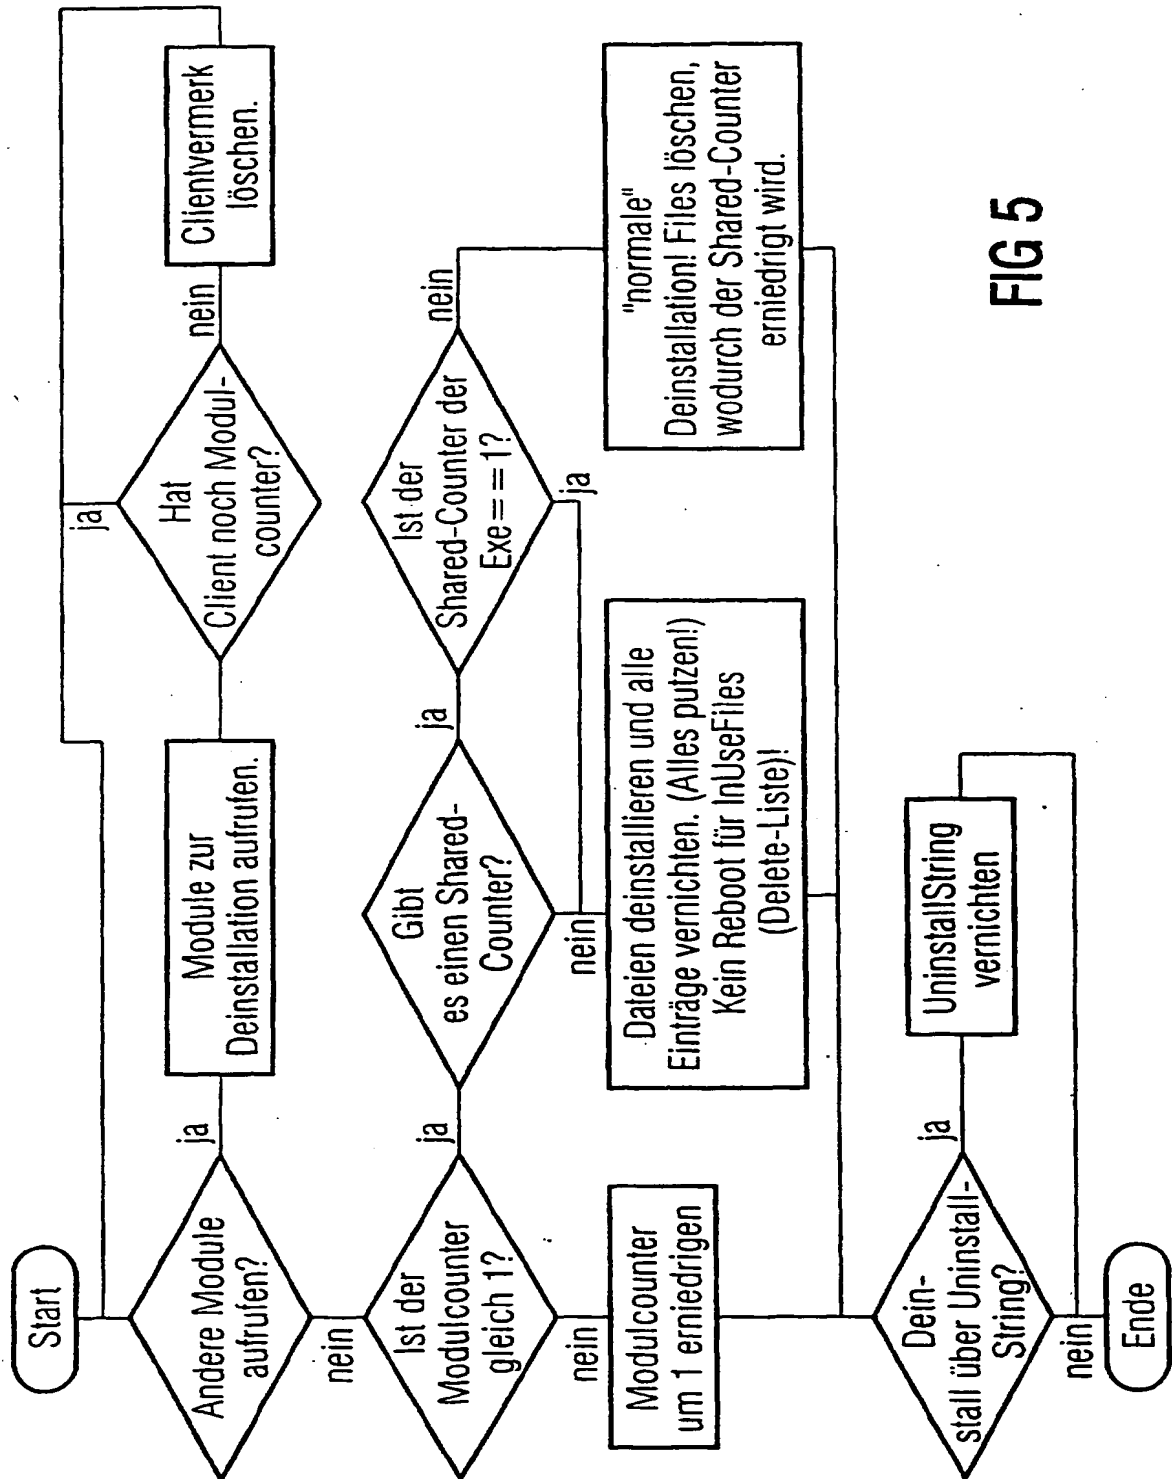 Start
Andere Module
aufrufen?
ja
Module zur
Deinstallation aufrufen.
Hat
Client noch Modul-
counter?
ja
nein
Clientvermerk
löschen.
nein
Ist der
Modulcounter
gleich 1?
ja
Gibt
es einen Shared-
Counter?
ja
Ist der
Shared-Counter der
Exe==1?
nein
nein
Modulcounter
um 1 erniedrigen
nein
Dateien deinstallieren und alle
Einträge vernichten. (Alles putzen!)
Kein Reboot für InUseFiles
(Delete-Liste)!
ja
"normale"
Deinstallation! Files löschen,
wodurch der Shared-Counter
erniedrigt wird.
Dein-
stall über Uninstall-
String?
ja
UninstallString
vernichten
nein
Ende
FIG 5